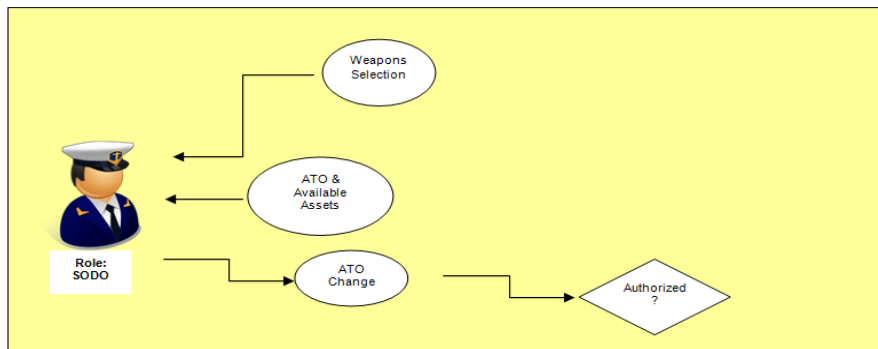 Weapons
Selection
ATO &
Available
Assets
Role:
SODO
ATO
Change
Authorized
?